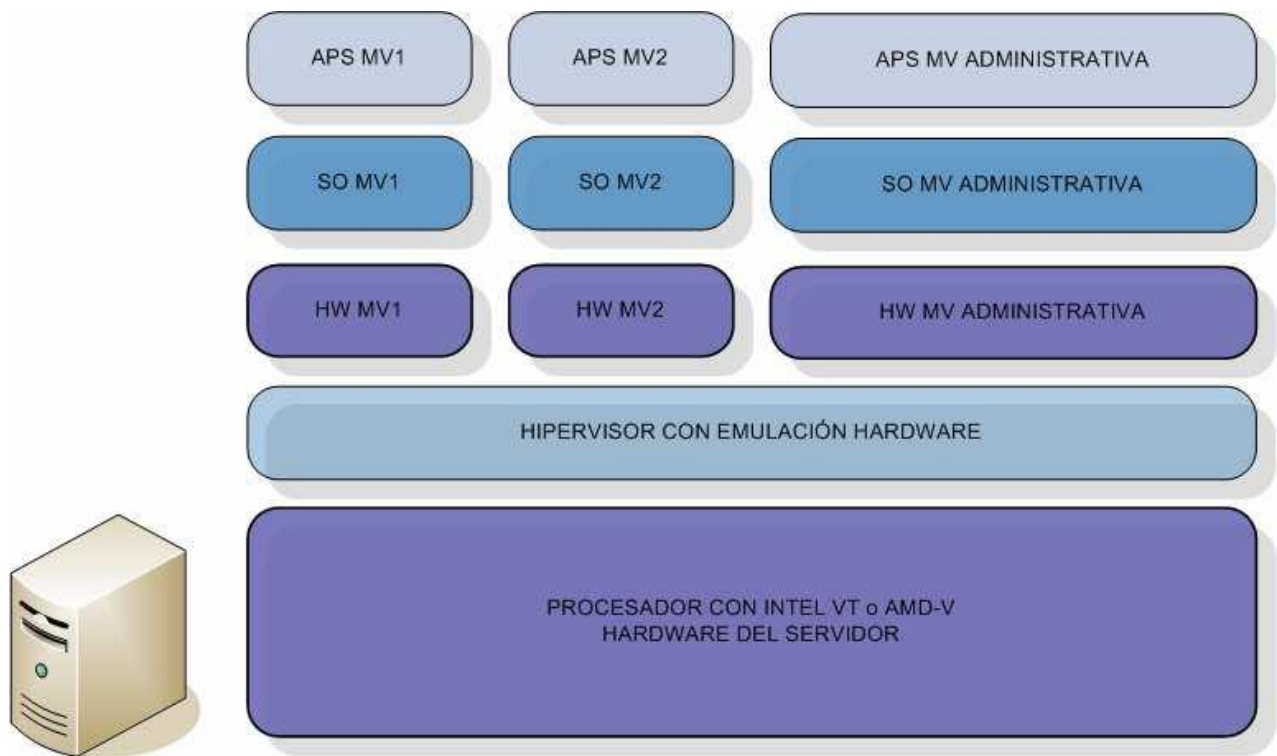 APS MV1
APS MV2
APS MV ADMINISTRATIVA
SO MV1
SO MV2
SO MV ADMINISTRATIVA
HW MV1
HW MV2
HW MV ADMINISTRATIVA
HIPERVISOR CON EMULACIÓN HARDWARE
PROCESADOR CON INTEL VT o AMD-V
HARDWARE DEL SERVIDOR